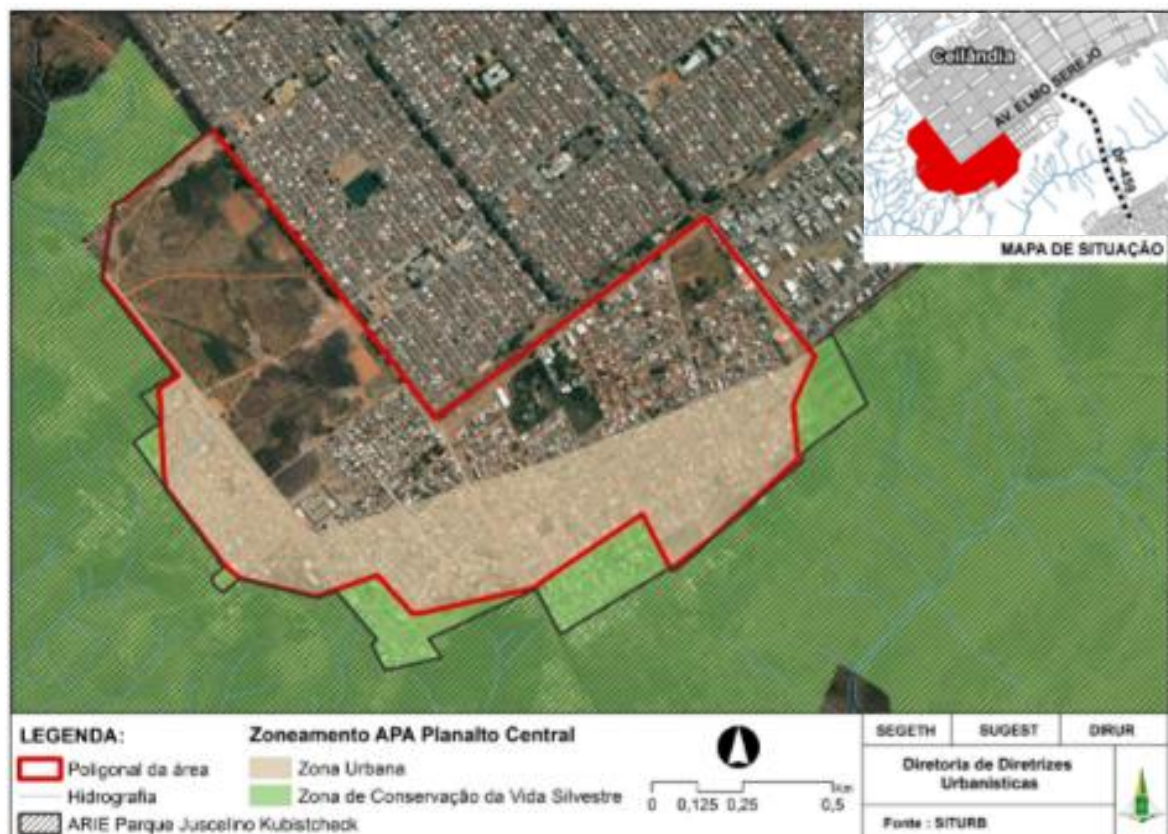 Ceilândia
AV. ELMO SEREJO
DF-459
MAPA DE SITUAÇÃO
LEGENDA:
Poligonal da área
Hidrografia
ARIE Parque Juscelino Kubistcheck
Zoneamento APA Planalto Central
Zona Urbana
Zona de Conservação da Vida Silvestre
0 0,125 0,25 0,5
Km
SEGETH SUGEST DIRUR
Diretoria de Diretrizes
Urbanísticas
Fonte : SITURB